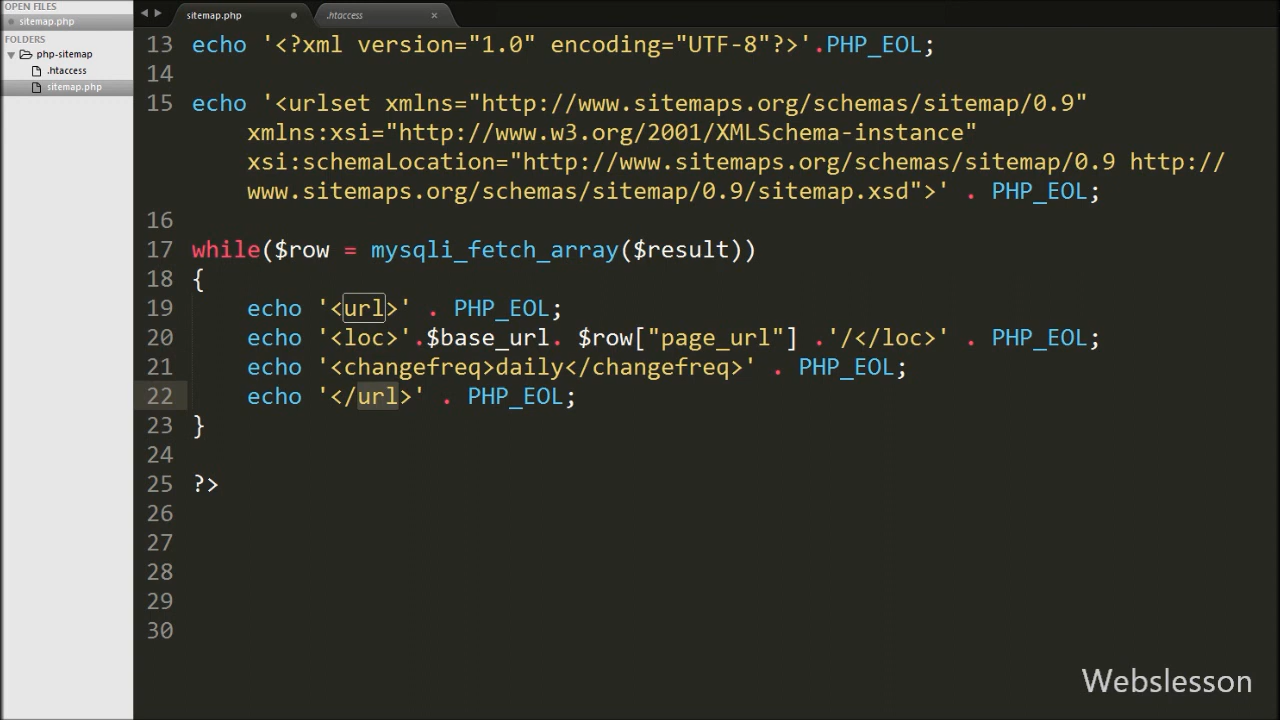 OPEN FILES
sitemap.php
FOLDERS
php-sitemap
.htaccess
sitemap.php
sitemap.php
.htaccess
13 echo '<?xml version="1.0" encoding="UTF-8"?>'.PHP_EOL;
14
15 echo '<urlset xmlns="http://www.sitemaps.org/schemas/sitemap/0.9"
xmlns:xsi="http://www.w3.org/2001/XMLSchema-instance"
xsi:schemaLocation="http://www.sitemaps.org/schemas/sitemap/0.9 http://
www.sitemaps.org/schemas/sitemap/0.9/sitemap.xsd">' . PHP_EOL;
16
17 while($row = mysqli_fetch_array($result))
18 {
19 echo '<url>' . PHP_EOL;
20 echo '<loc>'.$base_url. $row["page_url"] .'/</loc>' . PHP_EOL;
21 echo '<changefreq>daily</changefreq>' . PHP_EOL;
22 echo '</url>' . PHP_EOL;
23 }
24
25 ?>
26
27
28
29
30
Webslesson